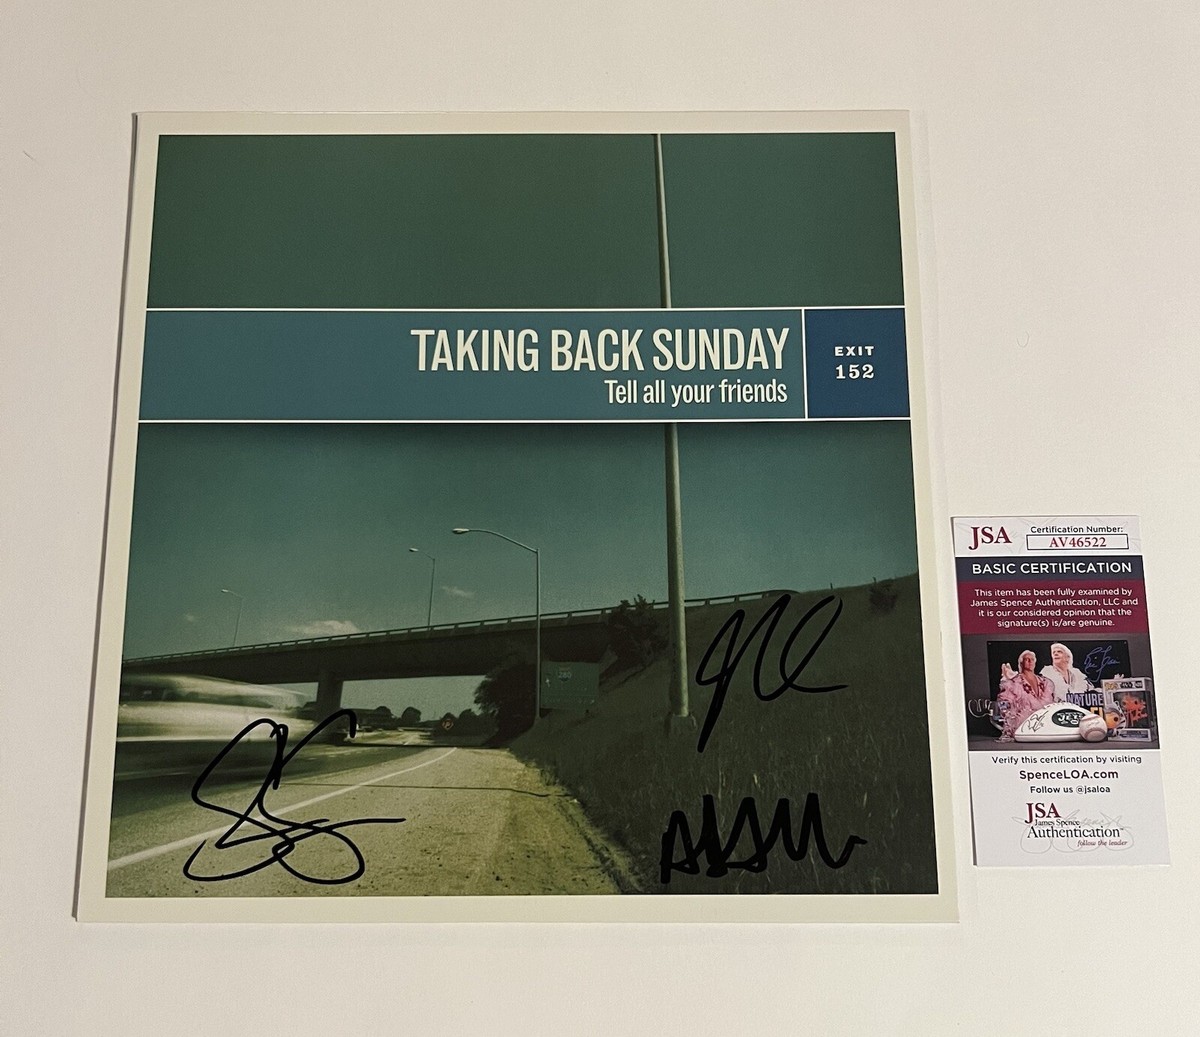 TAKING BACK SUNDAY
Tell all your friends
EXIT
152
JSA
Certification Number:
AV46522
BASIC CERTIFICATION
This item has been fully examined by
James Spence Authentication, LLC and
it is our considered opinion that the
signature(s) is/are genuine.
Verify this certification by visiting
SpenceLOA.com
Follow us @jsaloa
JSA
James Spence
Authentication
follow the leader